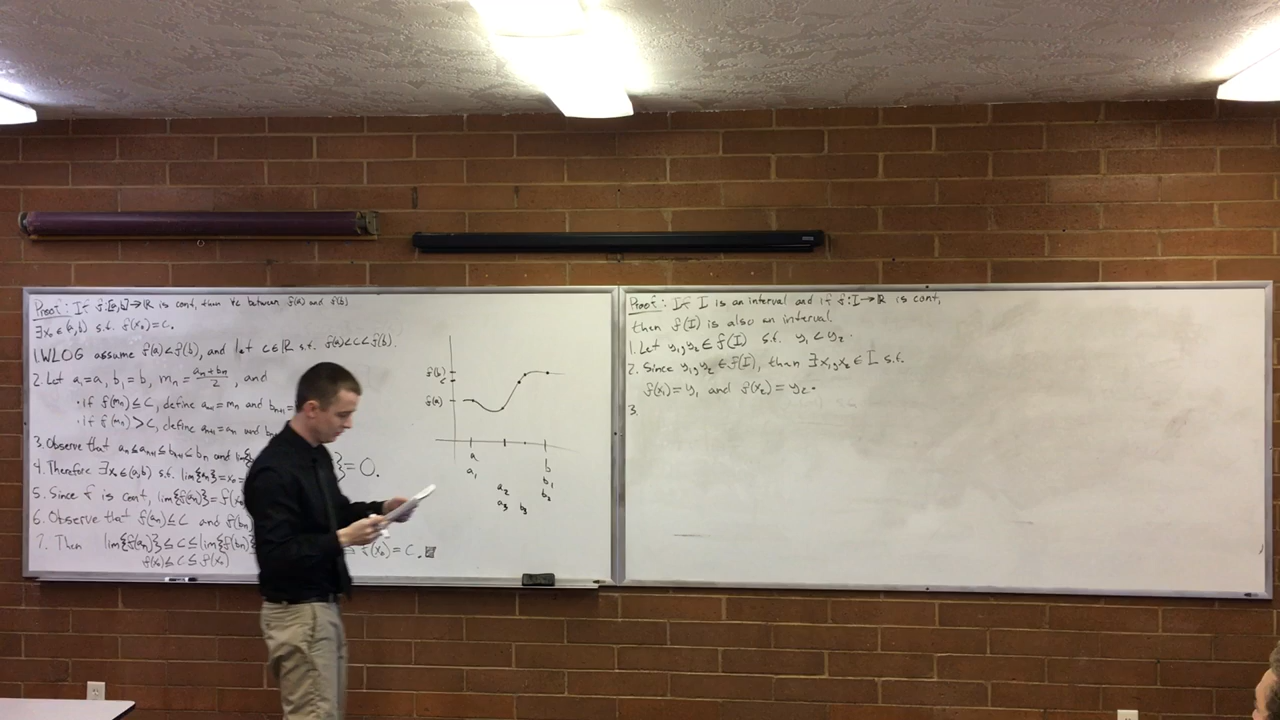 Proof: If f:[a,b]→ℝ is cont, then ∀c between f(a) and f(b)
∃x₀ ∈ (a,b) s.t. f(x₀)=c.
1. WLOG assume f(a)<f(b), and let c∈ℝ s.t. f(a)<c<f(b).
2. Let a₁=a, b₁=b, mₙ = (aₙ+bₙ)/2, and
• If f(mₙ) ≤ c, define aₙ₊₁=mₙ and bₙ₊₁=
• If f(mₙ) > c, define aₙ₊₁=aₙ and
3. Observe that aₙ≤aₙ₊₁≤bₙ₊₁≤bₙ and lim{ }=0.
4. Therefore ∃x₀∈(a,b) s.t. lim{aₙ}=x₀=
5. Since f is cont, lim{f(aₙ)}=f(x₀
6. Observe that f(aₙ)≤c and f(bₙ)
7. Then lim{f(aₙ)}≤c≤lim{f(bₙ)}
f(x₀)≤c≤f(x₀) f(x₀)=c.
f(b)
c
f(a)
a b
a₁ b₁
a₂ b₂
a₃ b₃
Proof: If I is an interval and if f:I→ℝ is cont,
then f(I) is also an interval.
1. Let y₁,y₂∈f(I) s.t. y₁<y₂.
2. Since y₁,y₂∈f(I), then ∃x₁,x₂∈I s.t.
f(x₁)=y₁ and f(x₂)=y₂.
3.